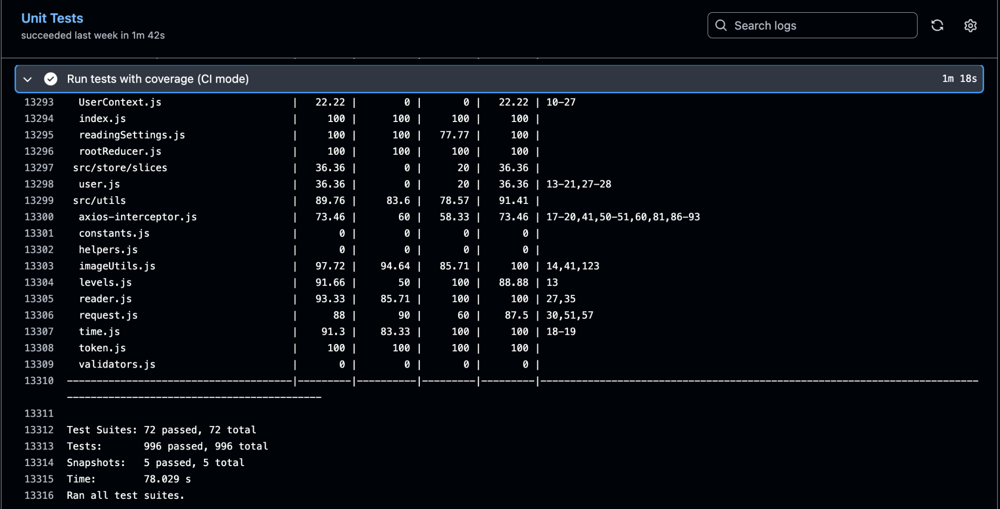 Unit Tests
succeeded last week in 1m 42s
Search logs
Run tests with coverage (CI mode) 1m 18s
13293 UserContext.js | 22.22 | 0 | 0 | 22.22 | 10-27
13294 index.js | 100 | 100 | 100 | 100 |
13295 readingSettings.js | 100 | 100 | 77.77 | 100 |
13296 rootReducer.js | 100 | 100 | 100 | 100 |
13297 src/store/slices | 36.36 | 0 | 20 | 36.36 |
13298 user.js | 36.36 | 0 | 20 | 36.36 | 13-21,27-28
13299 src/utils | 89.76 | 83.6 | 78.57 | 91.41 |
13300 axios-interceptor.js | 73.46 | 60 | 58.33 | 73.46 | 17-20,41,50-51,60,81,86-93
13301 constants.js | 0 | 0 | 0 | 0 |
13302 helpers.js | 0 | 0 | 0 | 0 |
13303 imageUtils.js | 97.72 | 94.64 | 85.71 | 100 | 14,41,123
13304 levels.js | 91.66 | 50 | 100 | 88.88 | 13
13305 reader.js | 93.33 | 85.71 | 100 | 100 | 27,35
13306 request.js | 88 | 90 | 60 | 87.5 | 30,51,57
13307 time.js | 91.3 | 83.33 | 100 | 100 | 18-19
13308 token.js | 100 | 100 | 100 | 100 |
13309 validators.js | 0 | 0 | 0 | 0 |
13310 --------------------------------------|---------|----------|---------|---------|--------------------------------------------------------------------------
-------------------------------------------
13311
13312 Test Suites: 72 passed, 72 total
13313 Tests: 996 passed, 996 total
13314 Snapshots: 5 passed, 5 total
13315 Time: 78.029 s
13316 Ran all test suites.